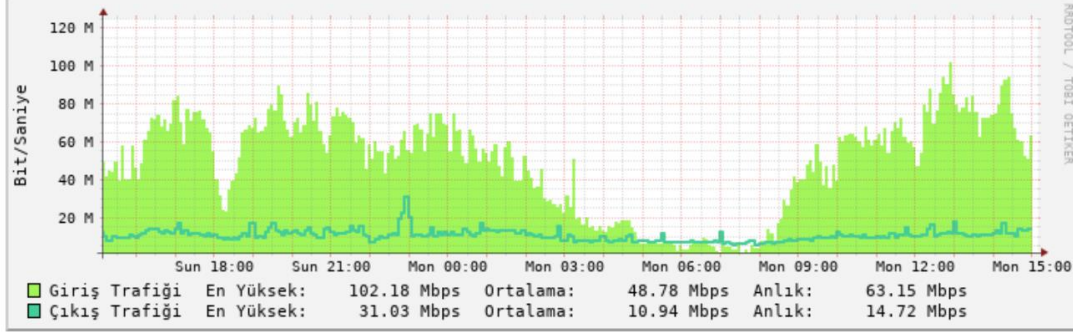 120 M
100 M
80 M
60 M
40 M
20 M
Bit/Saniye
RRDTOOL / TOBI OETIKER
Sun 18:00 Sun 21:00 Mon 00:00 Mon 03:00 Mon 06:00 Mon 09:00 Mon 12:00 Mon 15:00
Giriş Trafiği En Yüksek: 102.18 Mbps Ortalama: 48.78 Mbps Anlık: 63.15 Mbps
Çıkış Trafiği En Yüksek: 31.03 Mbps Ortalama: 10.94 Mbps Anlık: 14.72 Mbps